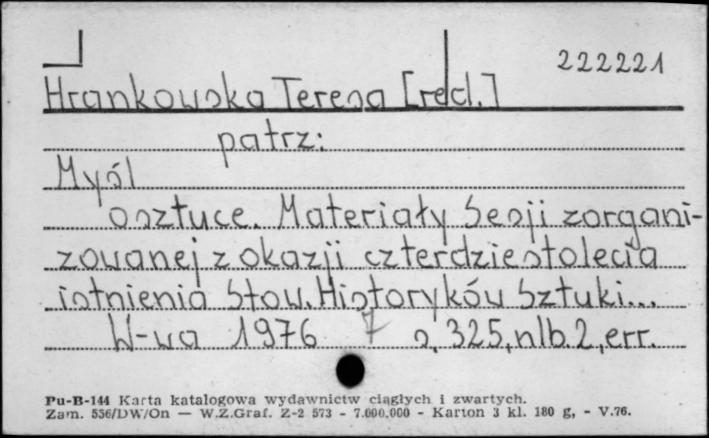 222221
Hrankowska Teresa [red.]
patrz:
Myśl
o sztuce. Materiały Sesji zorgani-
zowanej z okazji czterdziestolecia
istnienia Stow. Historyków Sztuki...
W-wa 1976 s. 325, nlb. 2, err.
Pu-B-144 Karta katalogowa wydawnictw ciągłych i zwartych.
Zam. 556/DW/On — W.Z.Graf. Z-2 573 - 7.000.000 - Karton 3 kl. 180 g, - V.76.